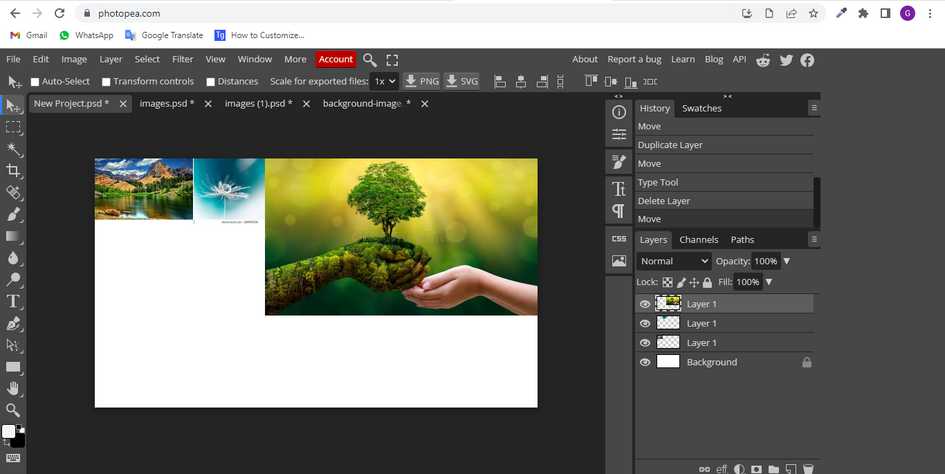 photopea.com
G
Gmail WhatsApp Google Translate Tg How to Customize...
File Edit Image Layer Select Filter View Window More Account About Report a bug Learn Blog API
Auto-Select Transform controls Distances Scale for exported files: 1x PNG SVG
New Project.psd * images.psd * images (1).psd * background-image *
History Swatches
Move
Duplicate Layer
Move
Type Tool
Delete Layer
Move
CSS
Layers Channels Paths
Normal Opacity: 100%
Lock: Fill: 100%
Layer 1
Layer 1
Layer 1
Background
eff